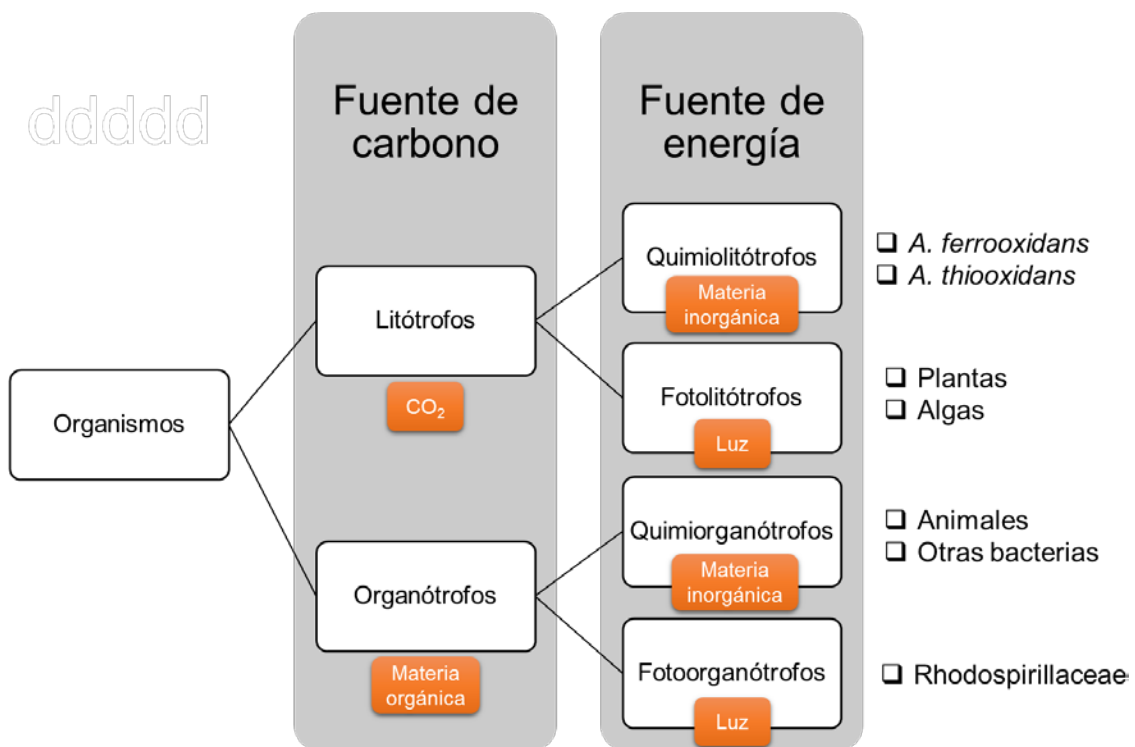 ddddd
Fuente de
carbono
Fuente de
energía
Organismos
Litótrofos
CO₂
Organótrofos
Materia
orgánica
Quimiolitótrofos
Materia
inorgánica
❑ A. ferrooxidans
❑ A. thiooxidans
Fotolitótrofos
Luz
❑ Plantas
❑ Algas
Quimiorganótrofos
Materia
inorgánica
❑ Animales
❑ Otras bacterias
Fotoorganótrofos
Luz
❑ Rhodospirillaceae